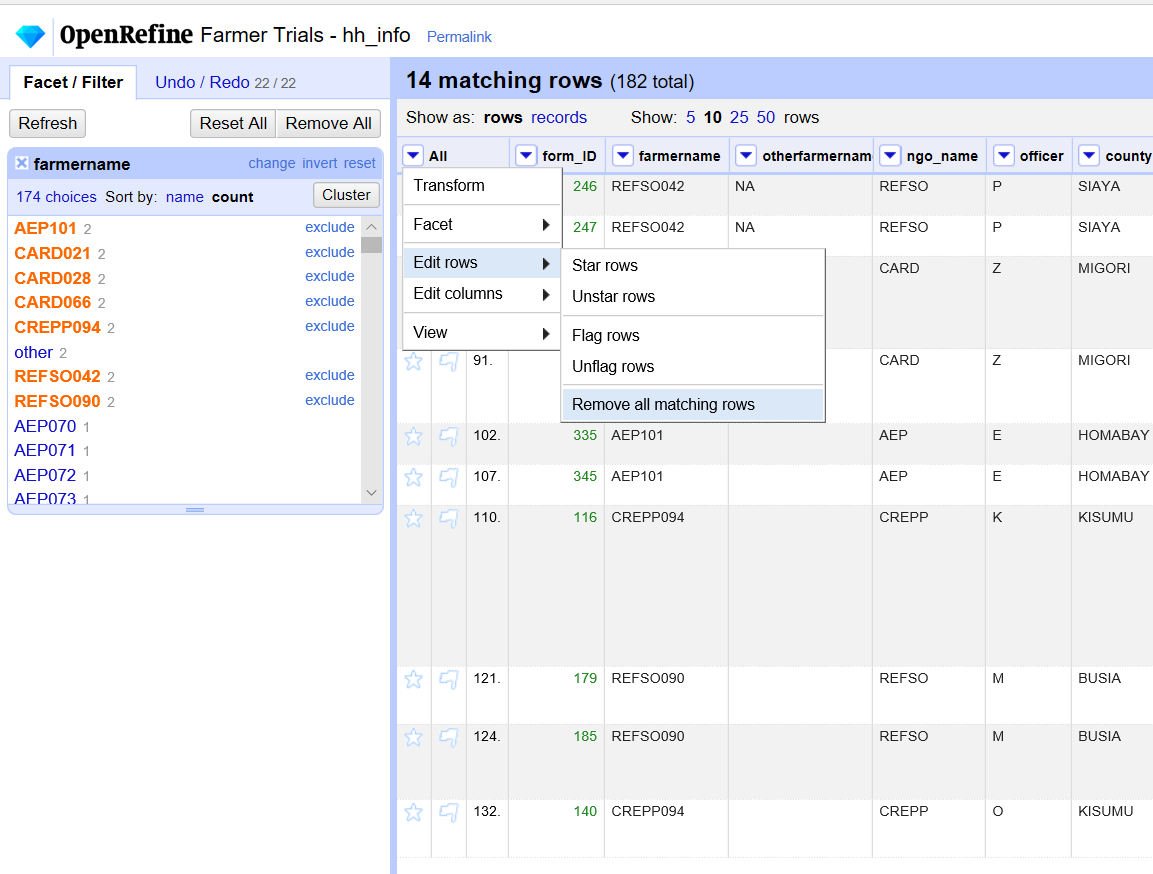 OpenRefine Farmer Trials - hh_info Permalink
Facet / Filter Undo / Redo 22 / 22
Refresh Reset All Remove All
farmername change invert reset
174 choices Sort by: name count Cluster
AEP101 2 exclude
CARD021 2 exclude
CARD028 2 exclude
CARD066 2 exclude
CREPP094 2 exclude
other 2
REFSO042 2 exclude
REFSO090 2 exclude
AEP070 1
AEP071 1
AEP072 1
AEP073 1
14 matching rows (182 total)
Show as: rows records Show: 5 10 25 50 rows
All form_ID farmername otherfarmernam ngo_name officer county
246 REFSO042 NA REFSO P SIAYA
247 REFSO042 NA REFSO P SIAYA
CARD Z MIGORI
91. CARD Z MIGORI
102. 335 AEP101 AEP E HOMABAY
107. 345 AEP101 AEP E HOMABAY
110. 116 CREPP094 CREPP K KISUMU
121. 179 REFSO090 REFSO M BUSIA
124. 185 REFSO090 REFSO M BUSIA
132. 140 CREPP094 CREPP O KISUMU
Transform
Facet
Edit rows
Edit columns
View
Star rows
Unstar rows
Flag rows
Unflag rows
Remove all matching rows